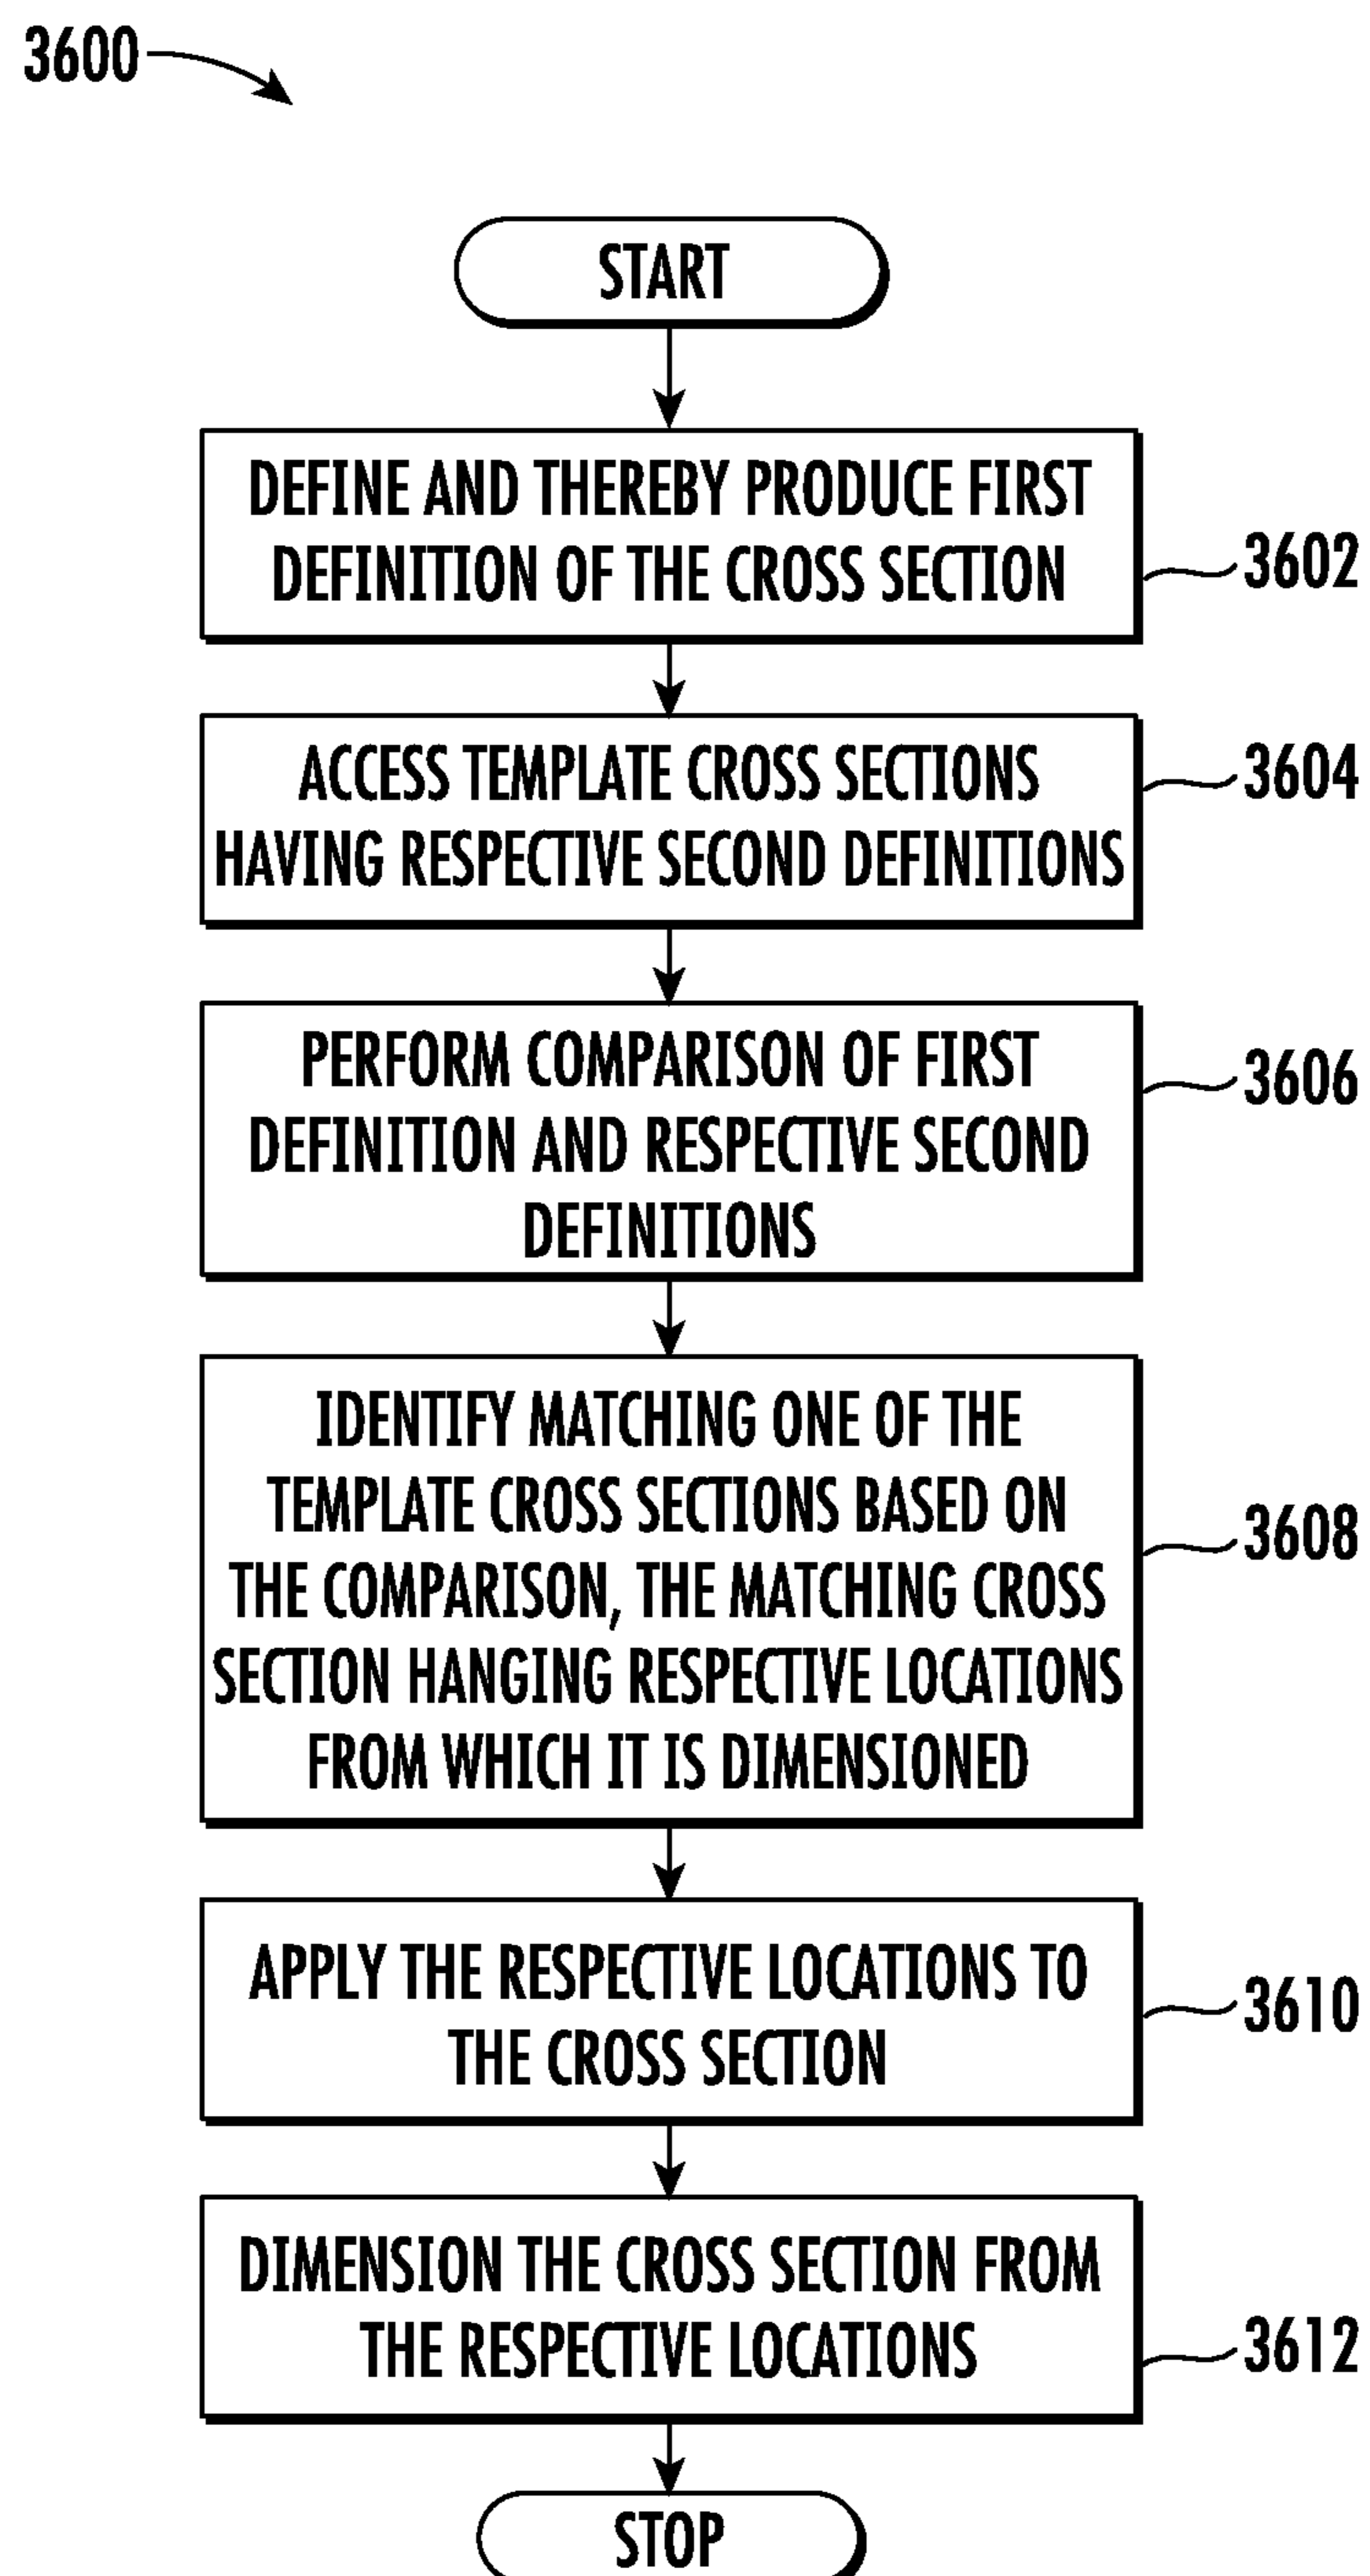 3600
START
DEFINE AND THEREBY PRODUCE FIRST
DEFINITION OF THE CROSS SECTION
3602
ACCESS TEMPLATE CROSS SECTIONS
HAVING RESPECTIVE SECOND DEFINITIONS
3604
PERFORM COMPARISON OF FIRST
DEFINITION AND RESPECTIVE SECOND
DEFINITIONS
3606
IDENTIFY MATCHING ONE OF THE
TEMPLATE CROSS SECTIONS BASED ON
THE COMPARISON, THE MATCHING CROSS
SECTION HANGING RESPECTIVE LOCATIONS
FROM WHICH IT IS DIMENSIONED
3608
APPLY THE RESPECTIVE LOCATIONS TO
THE CROSS SECTION
3610
DIMENSION THE CROSS SECTION FROM
THE RESPECTIVE LOCATIONS
3612
STOP